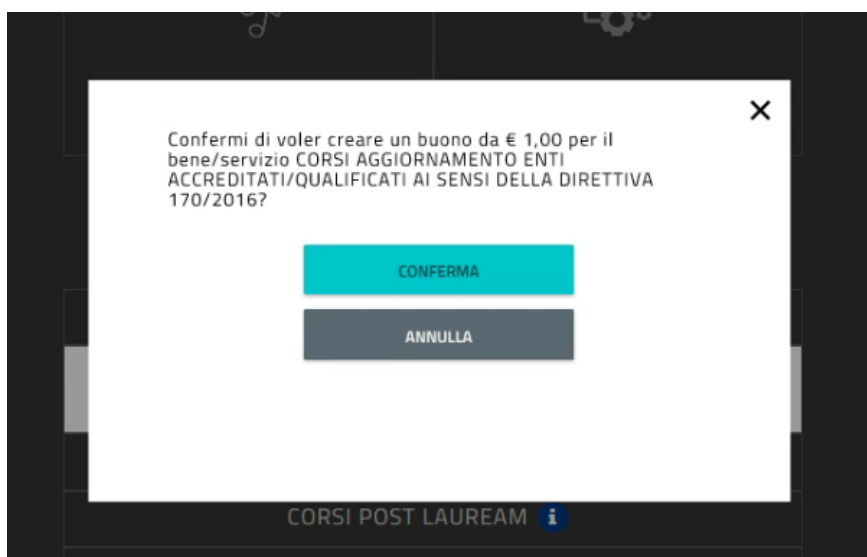 Confermi di voler creare un buono da € 1,00 per il
bene/servizio CORSI AGGIORNAMENTO ENTI
ACCREDITATI/QUALIFICATI AI SENSI DELLA DIRETTIVA
170/2016?
CONFERMA
ANNULLA
CORSI POST LAUREAM